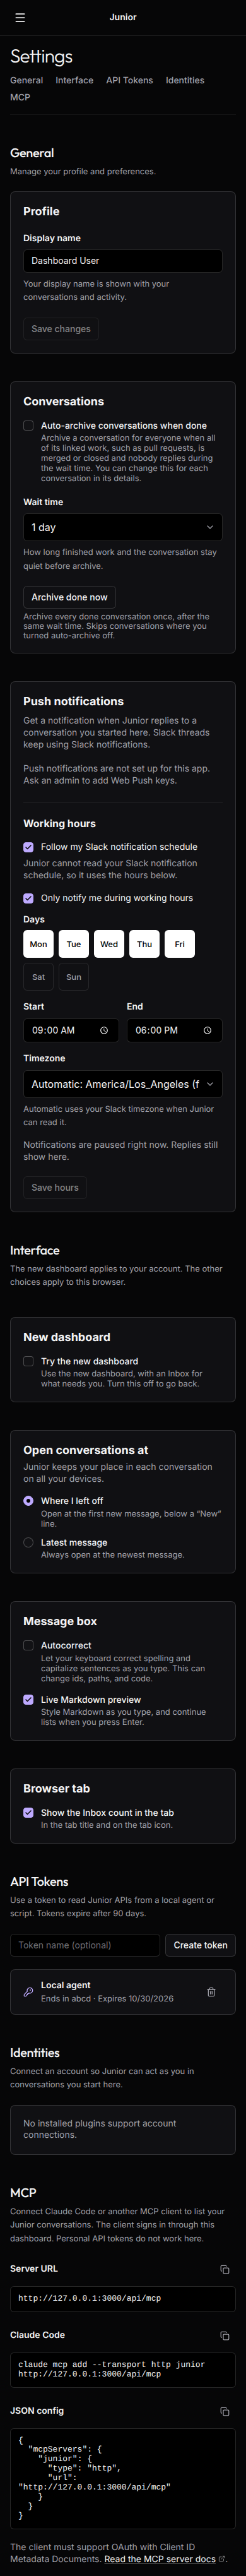 Junior
Settings
General Interface API Tokens Identities
MCP
General
Manage your profile and preferences.
Profile
Display name
Dashboard User
Your display name is shown with your
conversations and activity.
Save changes
Conversations
Auto-archive conversations when done
Archive a conversation for everyone when all
of its linked work, such as pull requests, is
merged or closed and nobody replies during
the wait time. You can change this for each
conversation in its details.
Wait time
1 day
How long finished work and the conversation stay
quiet before archive.
Archive done now
Archive every done conversation once, after the
same wait time. Skips conversations where you
turned auto-archive off.
Push notifications
Get a notification when Junior replies to a
conversation you started here. Slack threads
keep using Slack notifications.
Push notifications are not set up for this app.
Ask an admin to add Web Push keys.
Working hours
Follow my Slack notification schedule
Junior cannot read your Slack notification
schedule, so it uses the hours below.
Only notify me during working hours
Days
Mon Tue Wed Thu Fri
Sat Sun
Start End
09:00 AM 06:00 PM
Timezone
Automatic: America/Los_Angeles (f
Automatic uses your Slack timezone when Junior
can read it.
Notifications are paused right now. Replies still
show here.
Save hours
Interface
The new dashboard applies to your account. The other
choices apply to this browser.
New dashboard
Try the new dashboard
Use the new dashboard, with an Inbox for
what needs you. Turn this off to go back.
Open conversations at
Junior keeps your place in each conversation
on all your devices.
Where I left off
Open at the first new message, below a "New"
line.
Latest message
Always open at the newest message.
Message box
Autocorrect
Let your keyboard correct spelling and
capitalize sentences as you type. This can
change ids, paths, and code.
Live Markdown preview
Style Markdown as you type, and continue
lists when you press Enter.
Browser tab
Show the Inbox count in the tab
In the tab title and on the tab icon.
API Tokens
Use a token to read Junior APIs from a local agent or
script. Tokens expire after 90 days.
Token name (optional) Create token
Local agent
Ends in abcd · Expires 10/30/2026
Identities
Connect an account so Junior can act as you in
conversations you start here.
No installed plugins support account
connections.
MCP
Connect Claude Code or another MCP client to list your
Junior conversations. The client signs in through this
dashboard. Personal API tokens do not work here.
Server URL
http://127.0.0.1:3000/api/mcp
Claude Code
claude mcp add --transport http junior
http://127.0.0.1:3000/api/mcp
JSON config
{
"mcpServers": {
"junior": {
"type": "http",
"url":
"http://127.0.0.1:3000/api/mcp"
}
}
}
The client must support OAuth with Client ID
Metadata Documents. Read the MCP server docs.